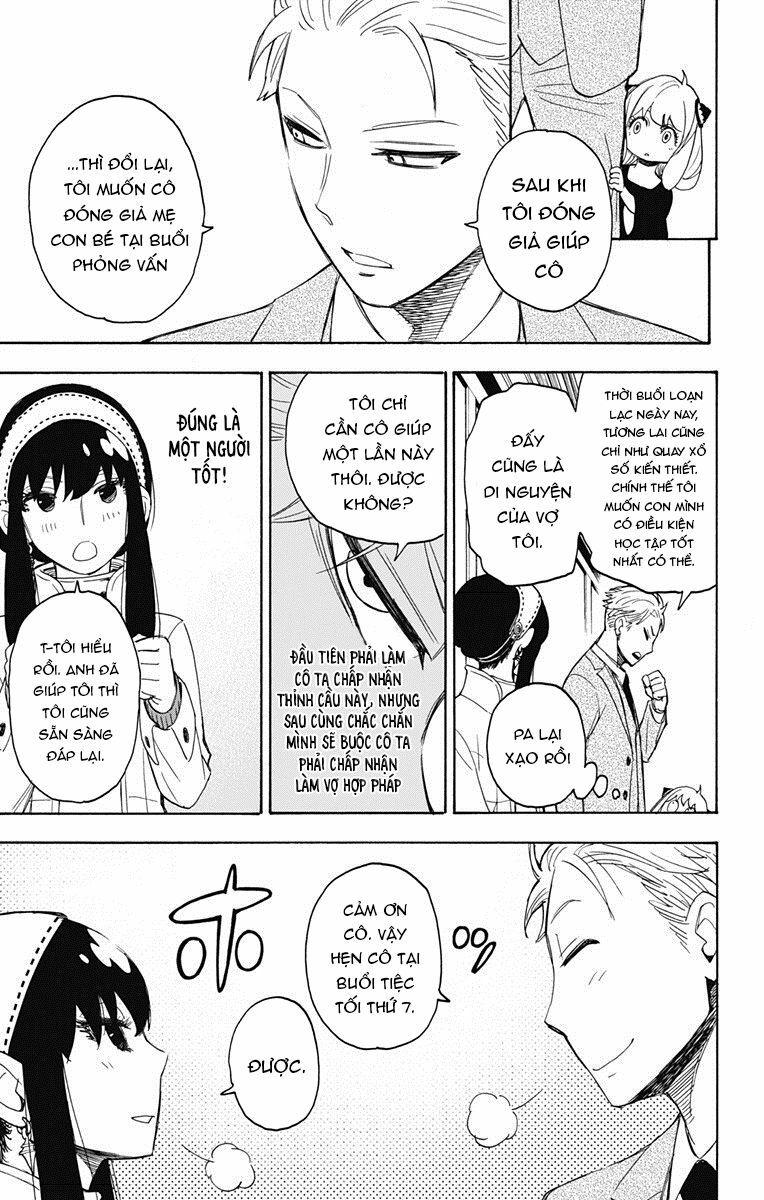 SAU KHI
TÔI ĐÓNG
GIẢ GIÚP
CÔ
...THÌ ĐỔI LẠI,
TÔI MUỐN CÔ
ĐÓNG GIẢ MẸ
CON BÉ TẠI BUỔI
PHỎNG VẤN
THỜI BUỔI LOẠN
LẠC NGÀY NAY,
TƯƠNG LAI CŨNG
CHỈ NHƯ QUAY XỔ
SỐ KIẾN THIẾT.
CHÍNH THẾ TÔI
MUỐN CON MÌNH
CÓ ĐIỀU KIỆN
HỌC TẬP TỐT
NHẤT CÓ THỂ.
ĐẤY
CŨNG LÀ
DI NGUYỆN
CỦA VỢ
TÔI.
PA LẠI
XẠO RỒI
TÔI CHỈ
CẦN CÔ GIÚP
MỘT LẦN NÀY
THÔI. ĐƯỢC
KHÔNG?
ĐẦU TIÊN PHẢI LÀM
CÔ TA CHẤP NHẬN
THỈNH CẦU NÀY, NHƯNG
SAU CÙNG CHẮC CHẮN
MÌNH SẼ BUỘC CÔ TA
PHẢI CHẤP NHẬN
LÀM VỢ HỢP PHÁP
ĐÚNG LÀ
MỘT NGƯỜI
TỐT!
T-TÔI HIỂU
RỒI. ANH ĐÃ
GIÚP TÔI THÌ
TÔI CŨNG
SẴN SÀNG
ĐÁP LẠI.
CẢM ƠN
CÔ. VẬY
HẸN CÔ TẠI
BUỔI TIỆC
TỐI THỨ 7.
ĐƯỢC.
ホ